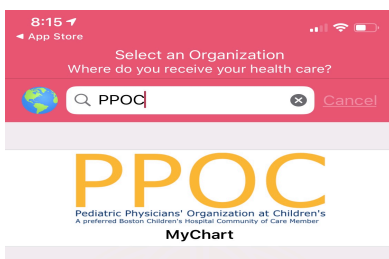 8:15
◀ App Store
Select an Organization
Where do you receive your health care?
PPOC
Cancel
PPOC
Pediatric Physicians' Organization at Children's
A preferred Boston Children's Hospital Community of Care Member
MyChart